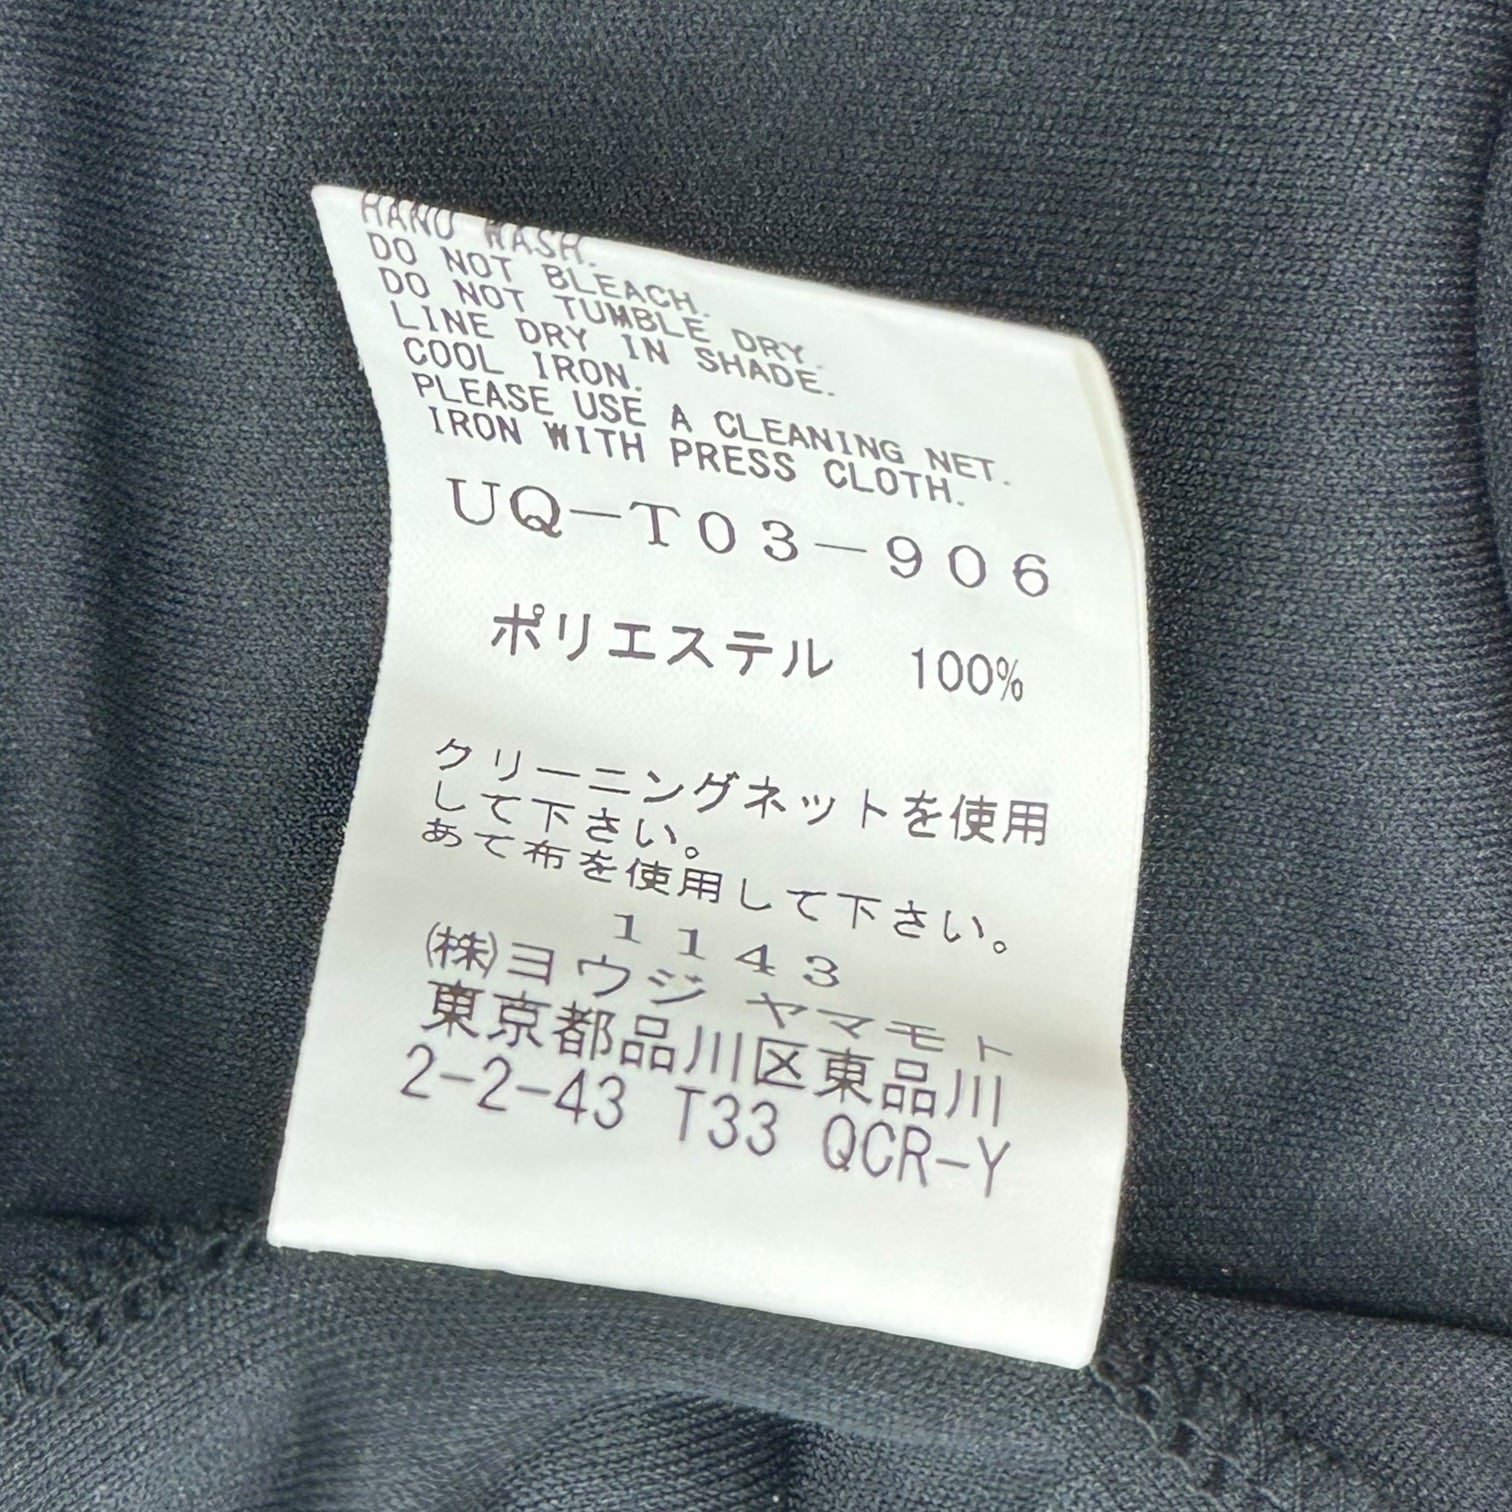 HAND WASH.
DO NOT BLEACH.
DO NOT TUMBLE DRY.
LINE DRY IN SHADE.
COOL IRON.
PLEASE USE A CLEANING NET.
IRON WITH PRESS CLOTH.
UQ-T03-906
ポリエステル 100%
クリーニングネットを使用
して下さい。
あて布を使用して下さい。
1143
(株)ヨウジ ヤマモト
東京都品川区東品川
2-2-43 T33 QCR-Y